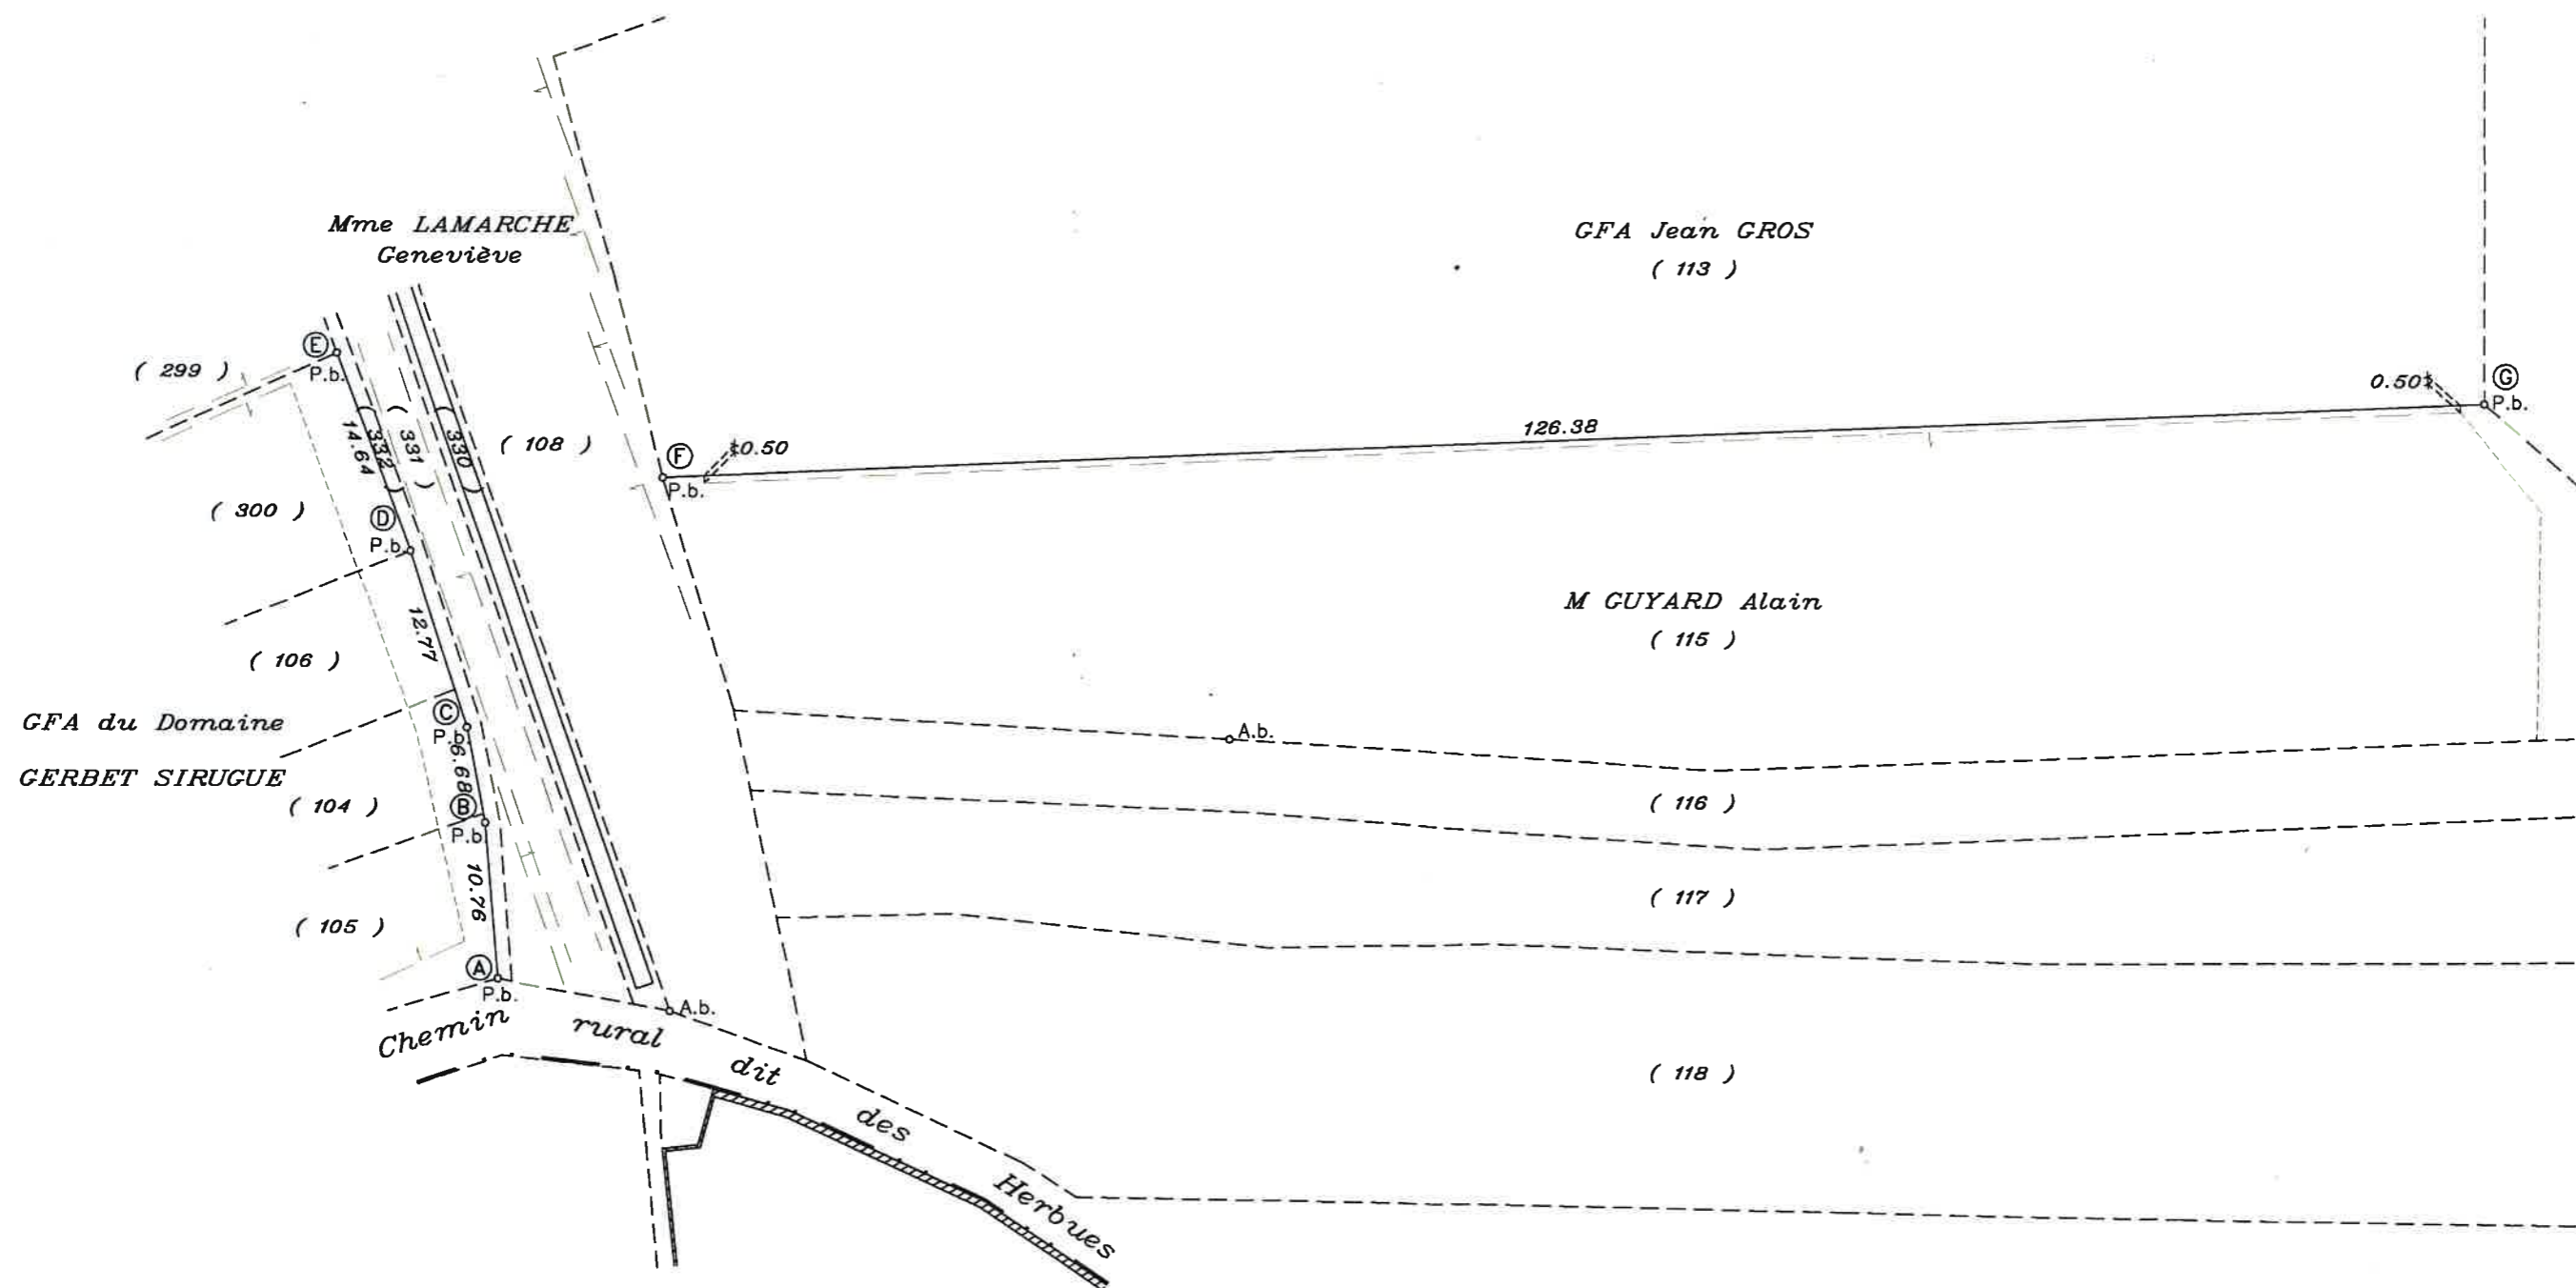 Mme LAMARCHE
Geneviève
GFA Jean GROS
( 113 )
E
P.b.
( 299 )
14.64
( 332 )
( 331 )
( 330 )
( 108 )
F
P.b.
0.50
126.38
0.50
G
P.b.
( 300 )
D
P.b.
12.77
( 106 )
M GUYARD Alain
( 115 )
GFA du Domaine
GERBET SIRUGUE
C
P.b.
6.68
A.b.
( 104 )
B
P.b
( 116 )
10.76
( 105 )
( 117 )
A
P.b.
A.b.
Chemin rural dit des Herbues
( 118 )